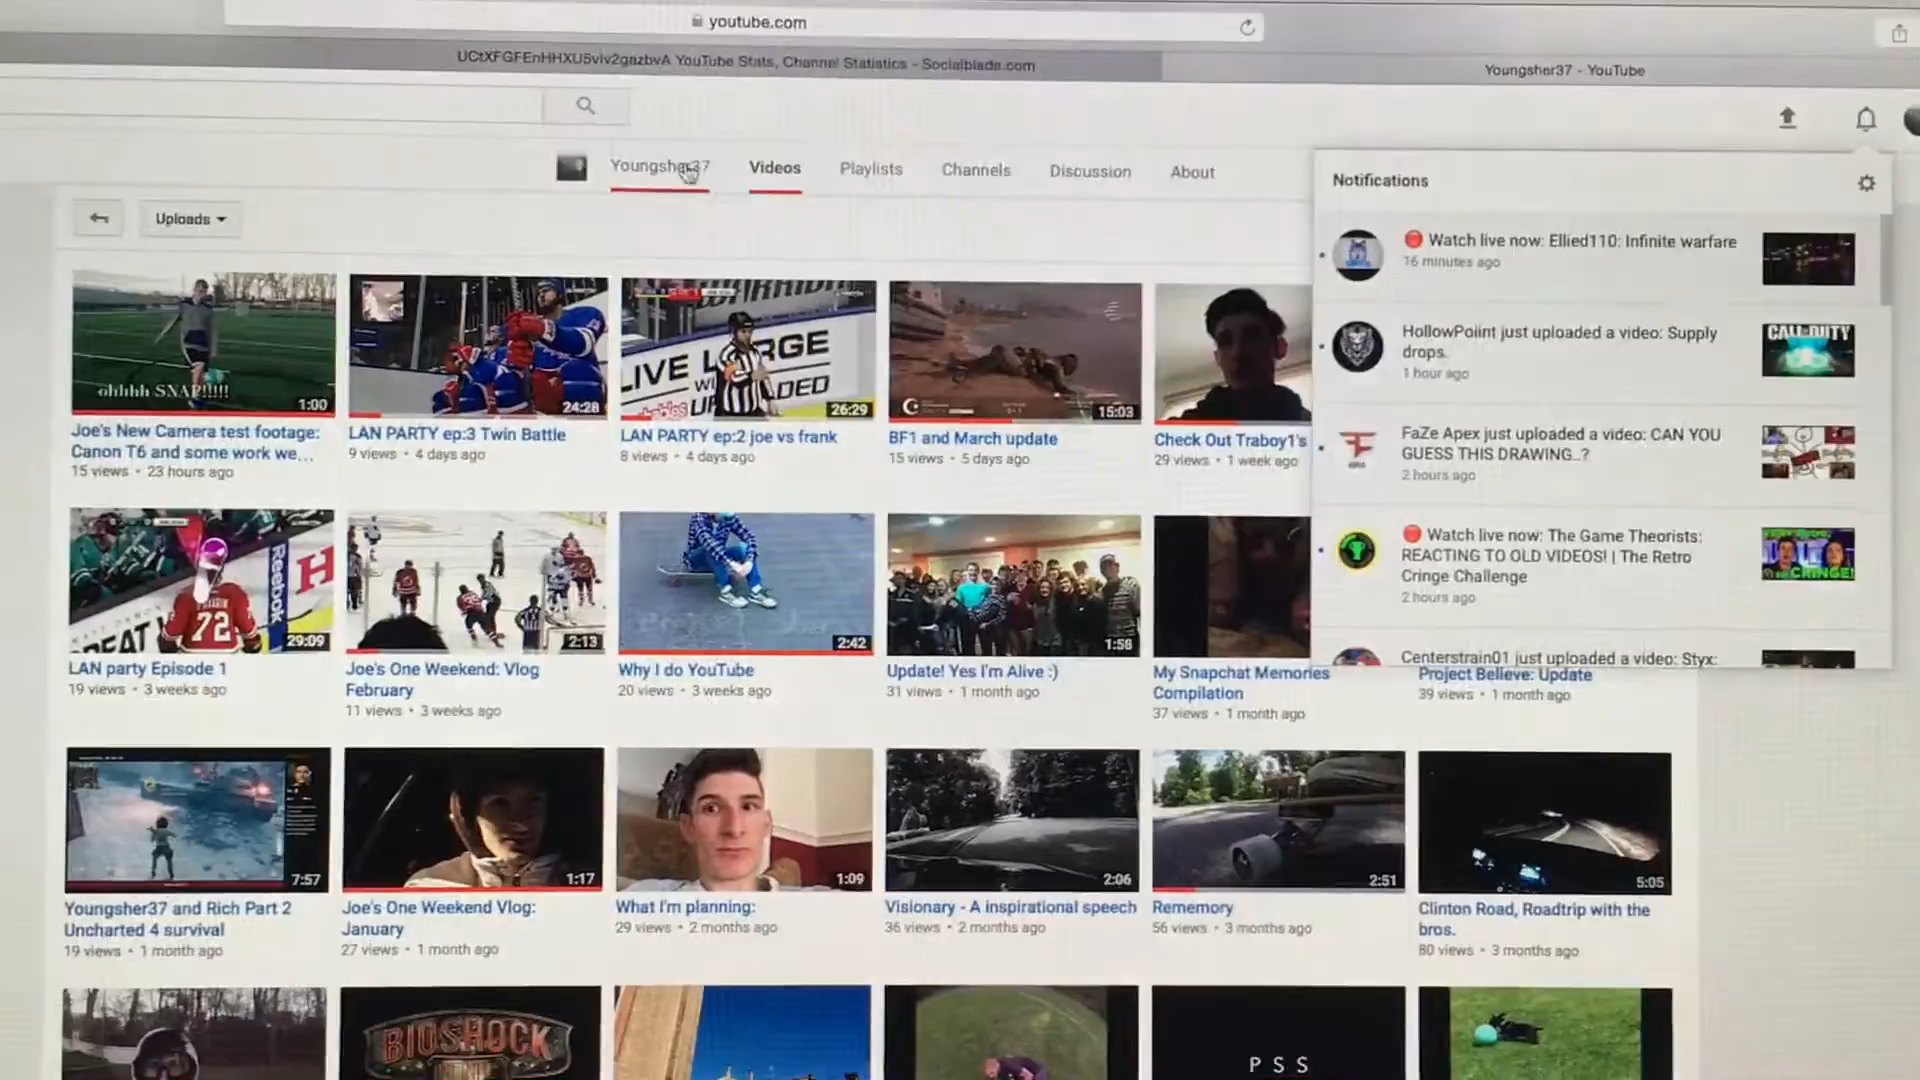 youtube.com
UCtXFGFEnHHXU5vlv2gazbvA YouTube Stats, Channel Statistics - Socialblade.com
Youngsher37 - YouTube
Youngsher37
Videos
Playlists
Channels
Discussion
About
Notifications
Uploads
Watch live now: Ellied110: Infinite warfare
16 minutes ago
HollowPoiint just uploaded a video: Supply
drops.
1 hour ago
CALL DUTY
FaZe Apex just uploaded a video: CAN YOU
GUESS THIS DRAWING..?
2 hours ago
Watch live now: The Game Theorists:
REACTING TO OLD VIDEOS! | The Retro
Cringe Challenge
2 hours ago
CRINGE!
Centerstrain01 just uploaded a video: Styx:
ohhhh SNAP!!!!!
1:00
24:28
LIVE LARGE
26:29
15:03
Joe's New Camera test footage:
Canon T6 and some work we...
15 views • 23 hours ago
LAN PARTY ep:3 Twin Battle
9 views • 4 days ago
LAN PARTY ep:2 joe vs frank
8 views • 4 days ago
BF1 and March update
15 views • 5 days ago
Check Out Traboy1's
29 views • 1 week ago
Reebok
72
29:09
2:13
2:42
1:58
LAN party Episode 1
19 views • 3 weeks ago
Joe's One Weekend: Vlog
February
11 views • 3 weeks ago
Why I do YouTube
20 views • 3 weeks ago
Update! Yes I'm Alive :)
31 views • 1 month ago
My Snapchat Memories
Compilation
37 views • 1 month ago
Project Believe: Update
39 views • 1 month ago
7:57
1:17
1:09
2:06
2:51
5:05
Youngsher37 and Rich Part 2
Uncharted 4 survival
19 views • 1 month ago
Joe's One Weekend Vlog:
January
27 views • 1 month ago
What I'm planning:
29 views • 2 months ago
Visionary - A inspirational speech
36 views • 2 months ago
Rememory
56 views • 3 months ago
Clinton Road, Roadtrip with the
bros.
80 views • 3 months ago
BIOSHOCK
PSS